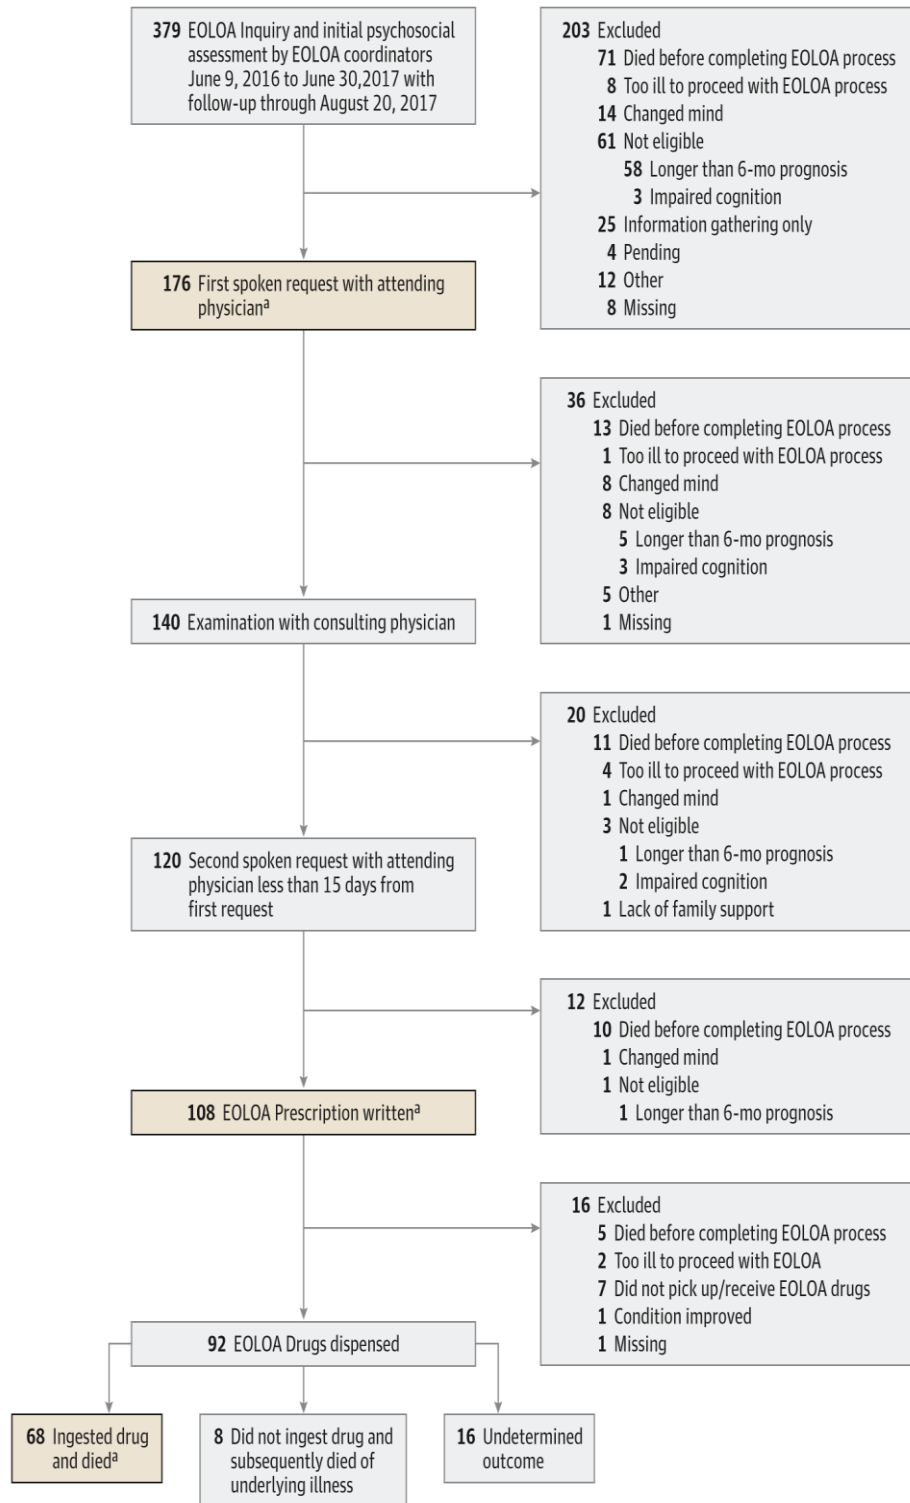 379 EOLOA Inquiry and initial psychosocial
assessment by EOLOA coordinators
June 9, 2016 to June 30,2017 with
follow-up through August 20, 2017
203 Excluded
71 Died before completing EOLOA process
8 Too ill to proceed with EOLOA process
14 Changed mind
61 Not eligible
58 Longer than 6-mo prognosis
3 Impaired cognition
25 Information gathering only
4 Pending
12 Other
8 Missing
176 First spoken request with attending
physicianª
36 Excluded
13 Died before completing EOLOA process
1 Too ill to proceed with EOLOA process
8 Changed mind
8 Not eligible
5 Longer than 6-mo prognosis
3 Impaired cognition
5 Other
1 Missing
140 Examination with consulting physician
20 Excluded
11 Died before completing EOLOA process
4 Too ill to proceed with EOLOA process
1 Changed mind
3 Not eligible
1 Longer than 6-mo prognosis
2 Impaired cognition
1 Lack of family support
120 Second spoken request with attending
physician less than 15 days from
first request
12 Excluded
10 Died before completing EOLOA process
1 Changed mind
1 Not eligible
1 Longer than 6-mo prognosis
108 EOLOA Prescription writtenª
16 Excluded
5 Died before completing EOLOA process
2 Too ill to proceed with EOLOA
7 Did not pick up/receive EOLOA drugs
1 Condition improved
1 Missing
92 EOLOA Drugs dispensed
68 Ingested drug
and diedª
8 Did not ingest drug and
subsequently died of
underlying illness
16 Undetermined
outcome